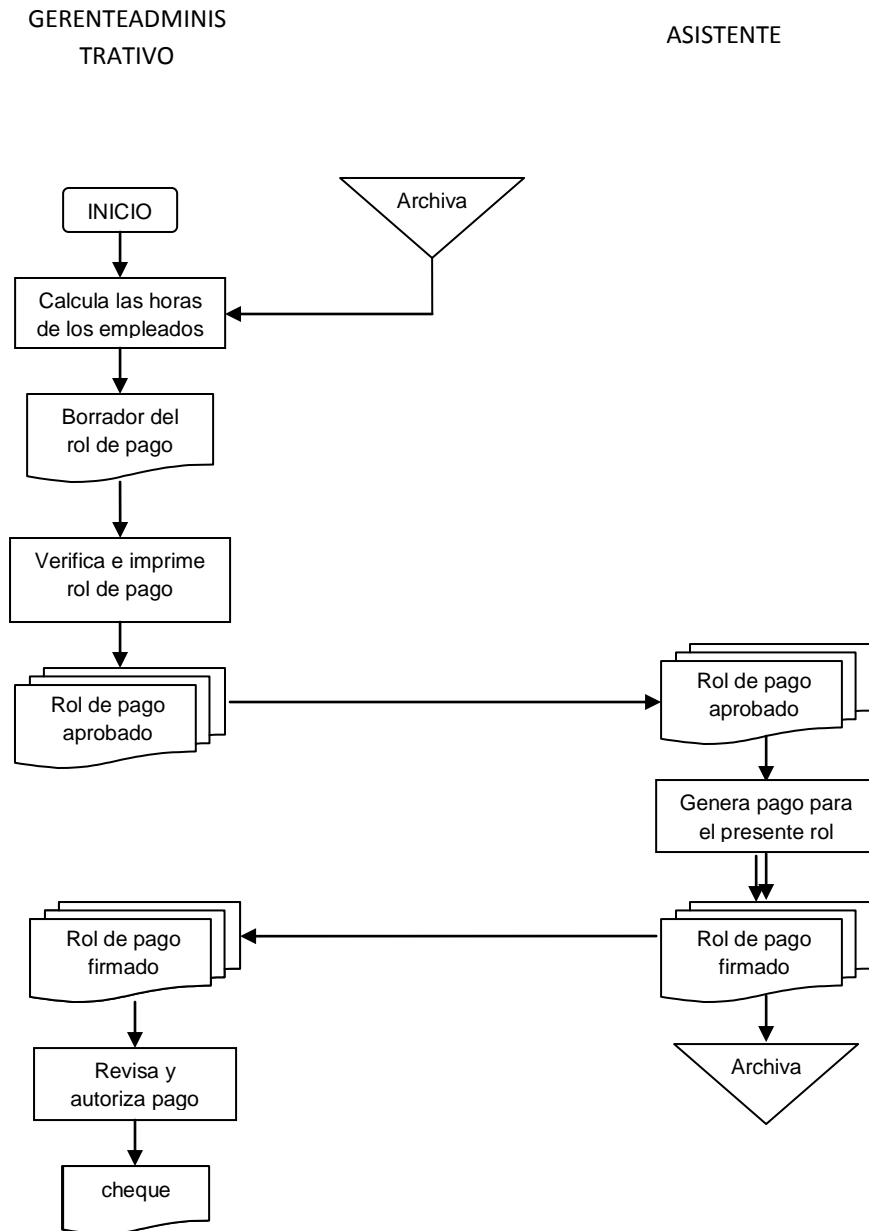 GERENTEADMINIS
TRATIVO
ASISTENTE
INICIO
Archiva
Calcula las horas
de los empleados
Borrador del
rol de pago
Verifica e imprime
rol de pago
Rol de pago
aprobado
Rol de pago
aprobado
Genera pago para
el presente rol
Rol de pago
firmado
Rol de pago
firmado
Revisa y
autoriza pago
Archiva
cheque